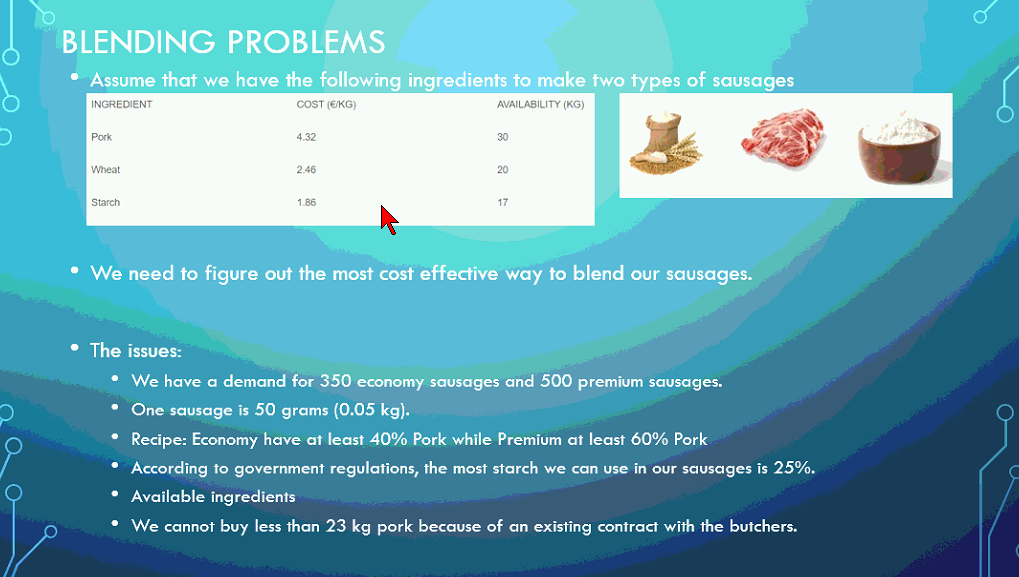 BLENDING PROBLEMS
• Assume that we have the following ingredients to make two types of sausages
INGREDIENT COST (€/KG) AVAILABILITY (KG)
Pork 4.32 30
Wheat 2.46 20
Starch 1.86 17
• We need to figure out the most cost effective way to blend our sausages.
• The issues:
• We have a demand for 350 economy sausages and 500 premium sausages.
• One sausage is 50 grams (0.05 kg).
• Recipe: Economy have at least 40% Pork while Premium at least 60% Pork
• According to government regulations, the most starch we can use in our sausages is 25%.
• Available ingredients
• We cannot buy less than 23 kg pork because of an existing contract with the butchers.